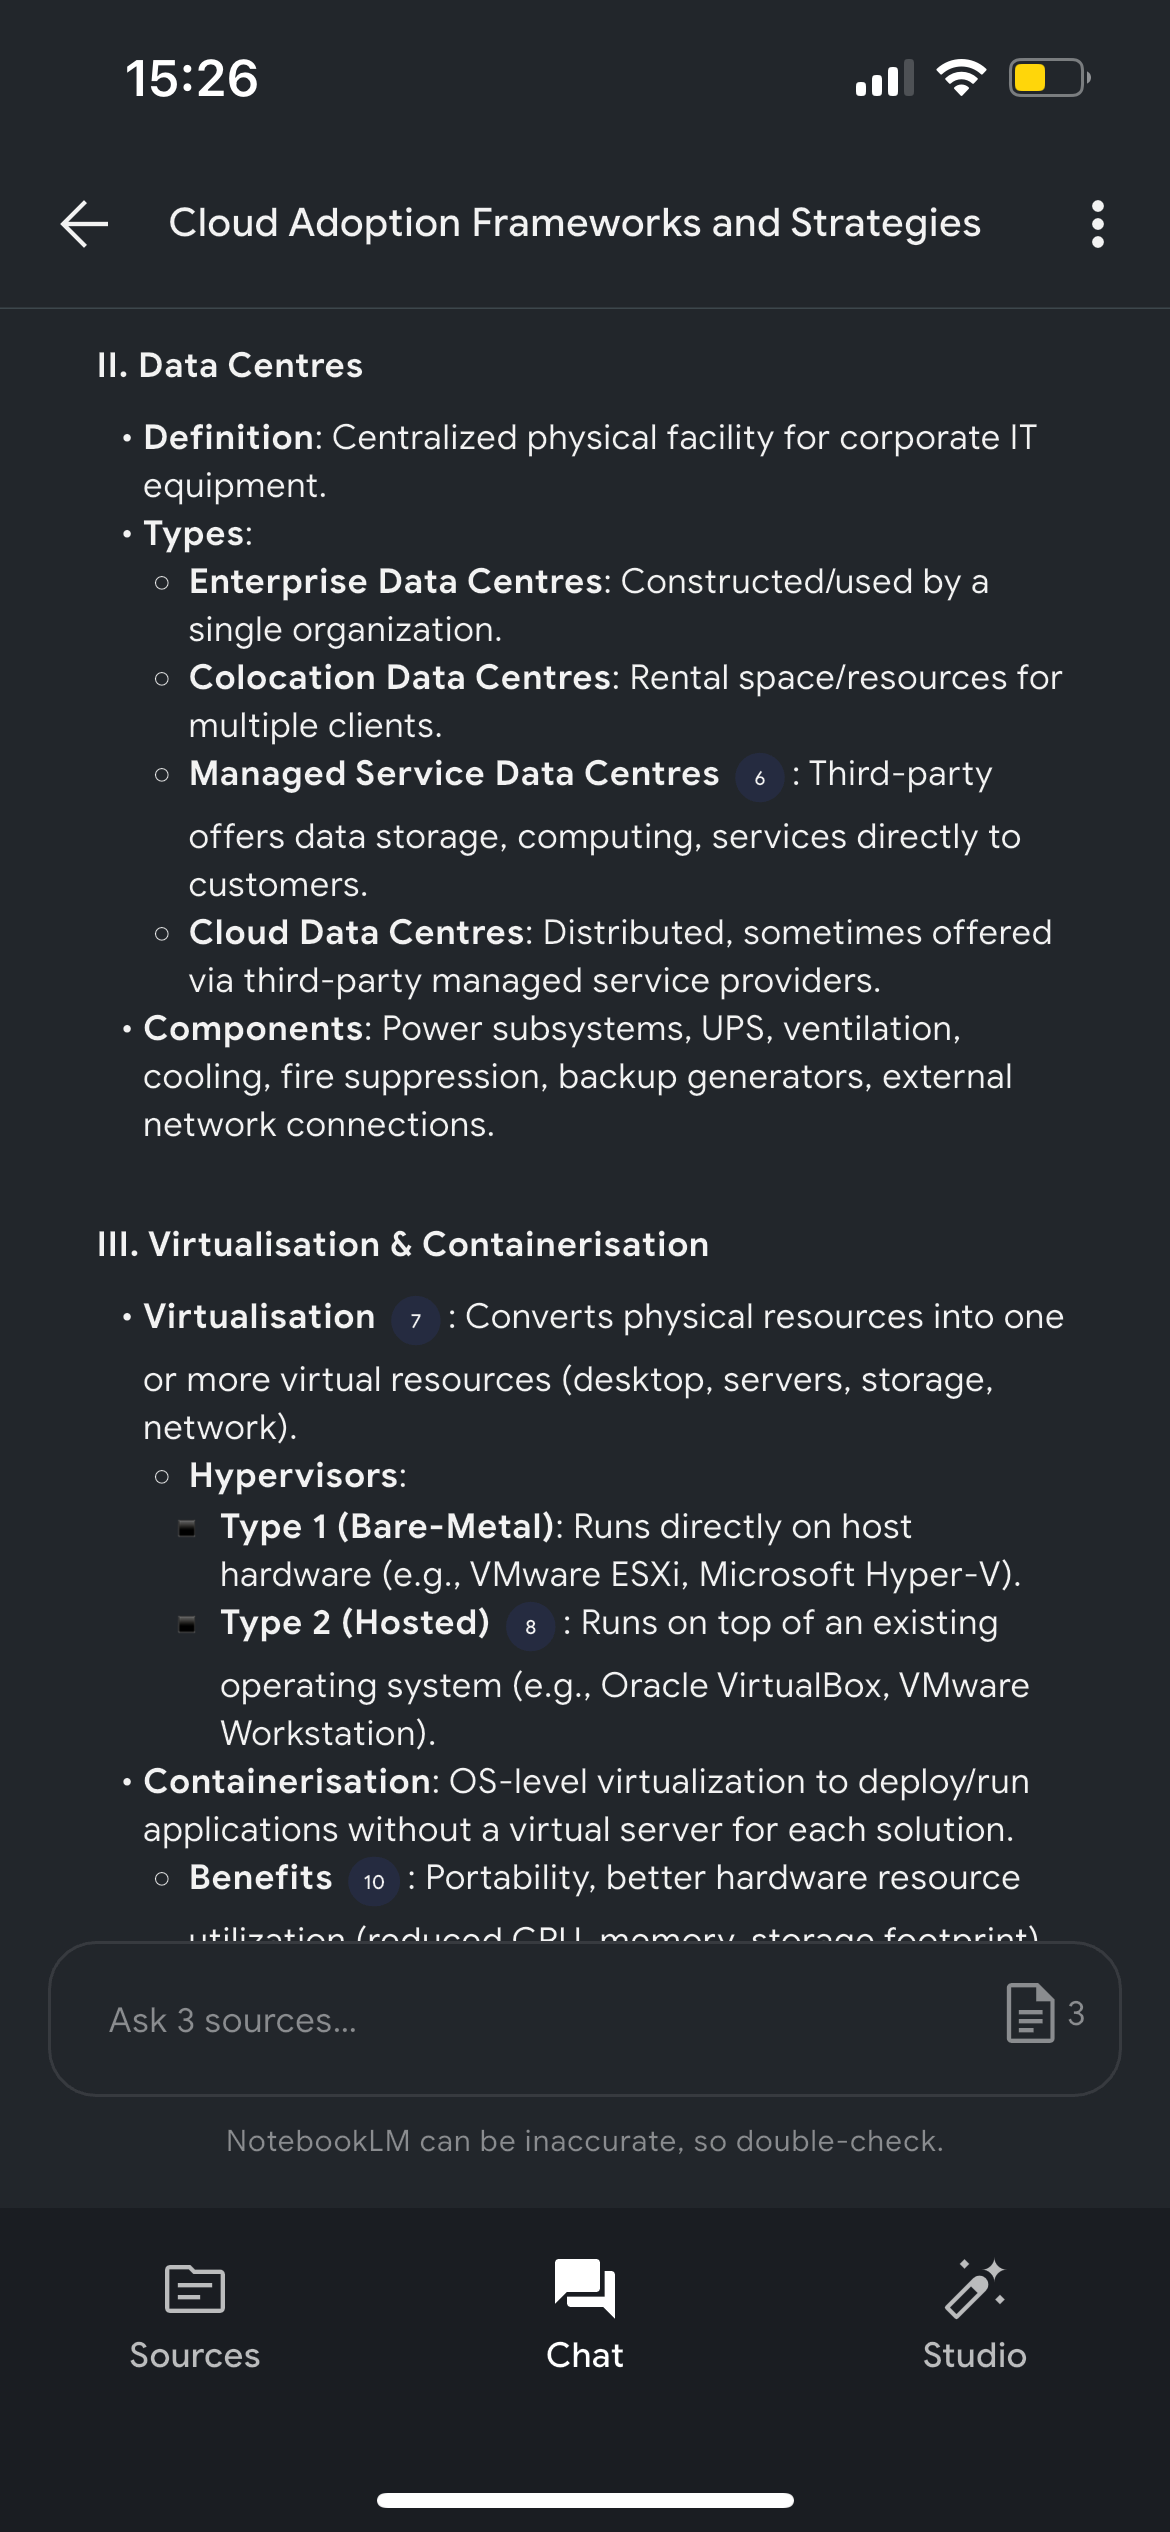 15:26
Cloud Adoption Frameworks and Strategies
II. Data Centres
• Definition: Centralized physical facility for corporate IT
equipment.
• Types:
○ Enterprise Data Centres: Constructed/used by a
single organization.
○ Colocation Data Centres: Rental space/resources for
multiple clients.
○ Managed Service Data Centres 6 : Third-party
offers data storage, computing, services directly to
customers.
○ Cloud Data Centres: Distributed, sometimes offered
via third-party managed service providers.
• Components: Power subsystems, UPS, ventilation,
cooling, fire suppression, backup generators, external
network connections.
III. Virtualisation & Containerisation
• Virtualisation 7 : Converts physical resources into one
or more virtual resources (desktop, servers, storage,
network).
○ Hypervisors:
▪ Type 1 (Bare-Metal): Runs directly on host
hardware (e.g., VMware ESXi, Microsoft Hyper-V).
▪ Type 2 (Hosted) 8 : Runs on top of an existing
operating system (e.g., Oracle VirtualBox, VMware
Workstation).
• Containerisation: OS-level virtualization to deploy/run
applications without a virtual server for each solution.
○ Benefits 10 : Portability, better hardware resource
utilization (reduced CPU, memory, storage footprint)
Ask 3 sources...
3
NotebookLM can be inaccurate, so double-check.
Sources
Chat
Studio